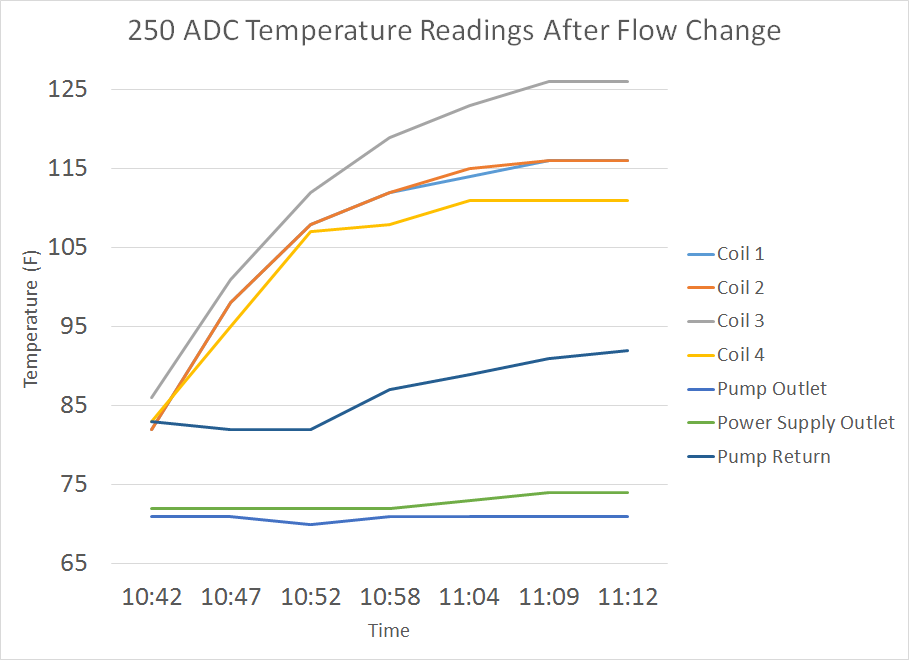 250 ADC Temperature Readings After Flow Change
125
115
105
95
85
75
65
Temperature (F)
10:42 10:47 10:52 10:58 11:04 11:09 11:12
Time
Coil 1
Coil 2
Coil 3
Coil 4
Pump Outlet
Power Supply Outlet
Pump Return